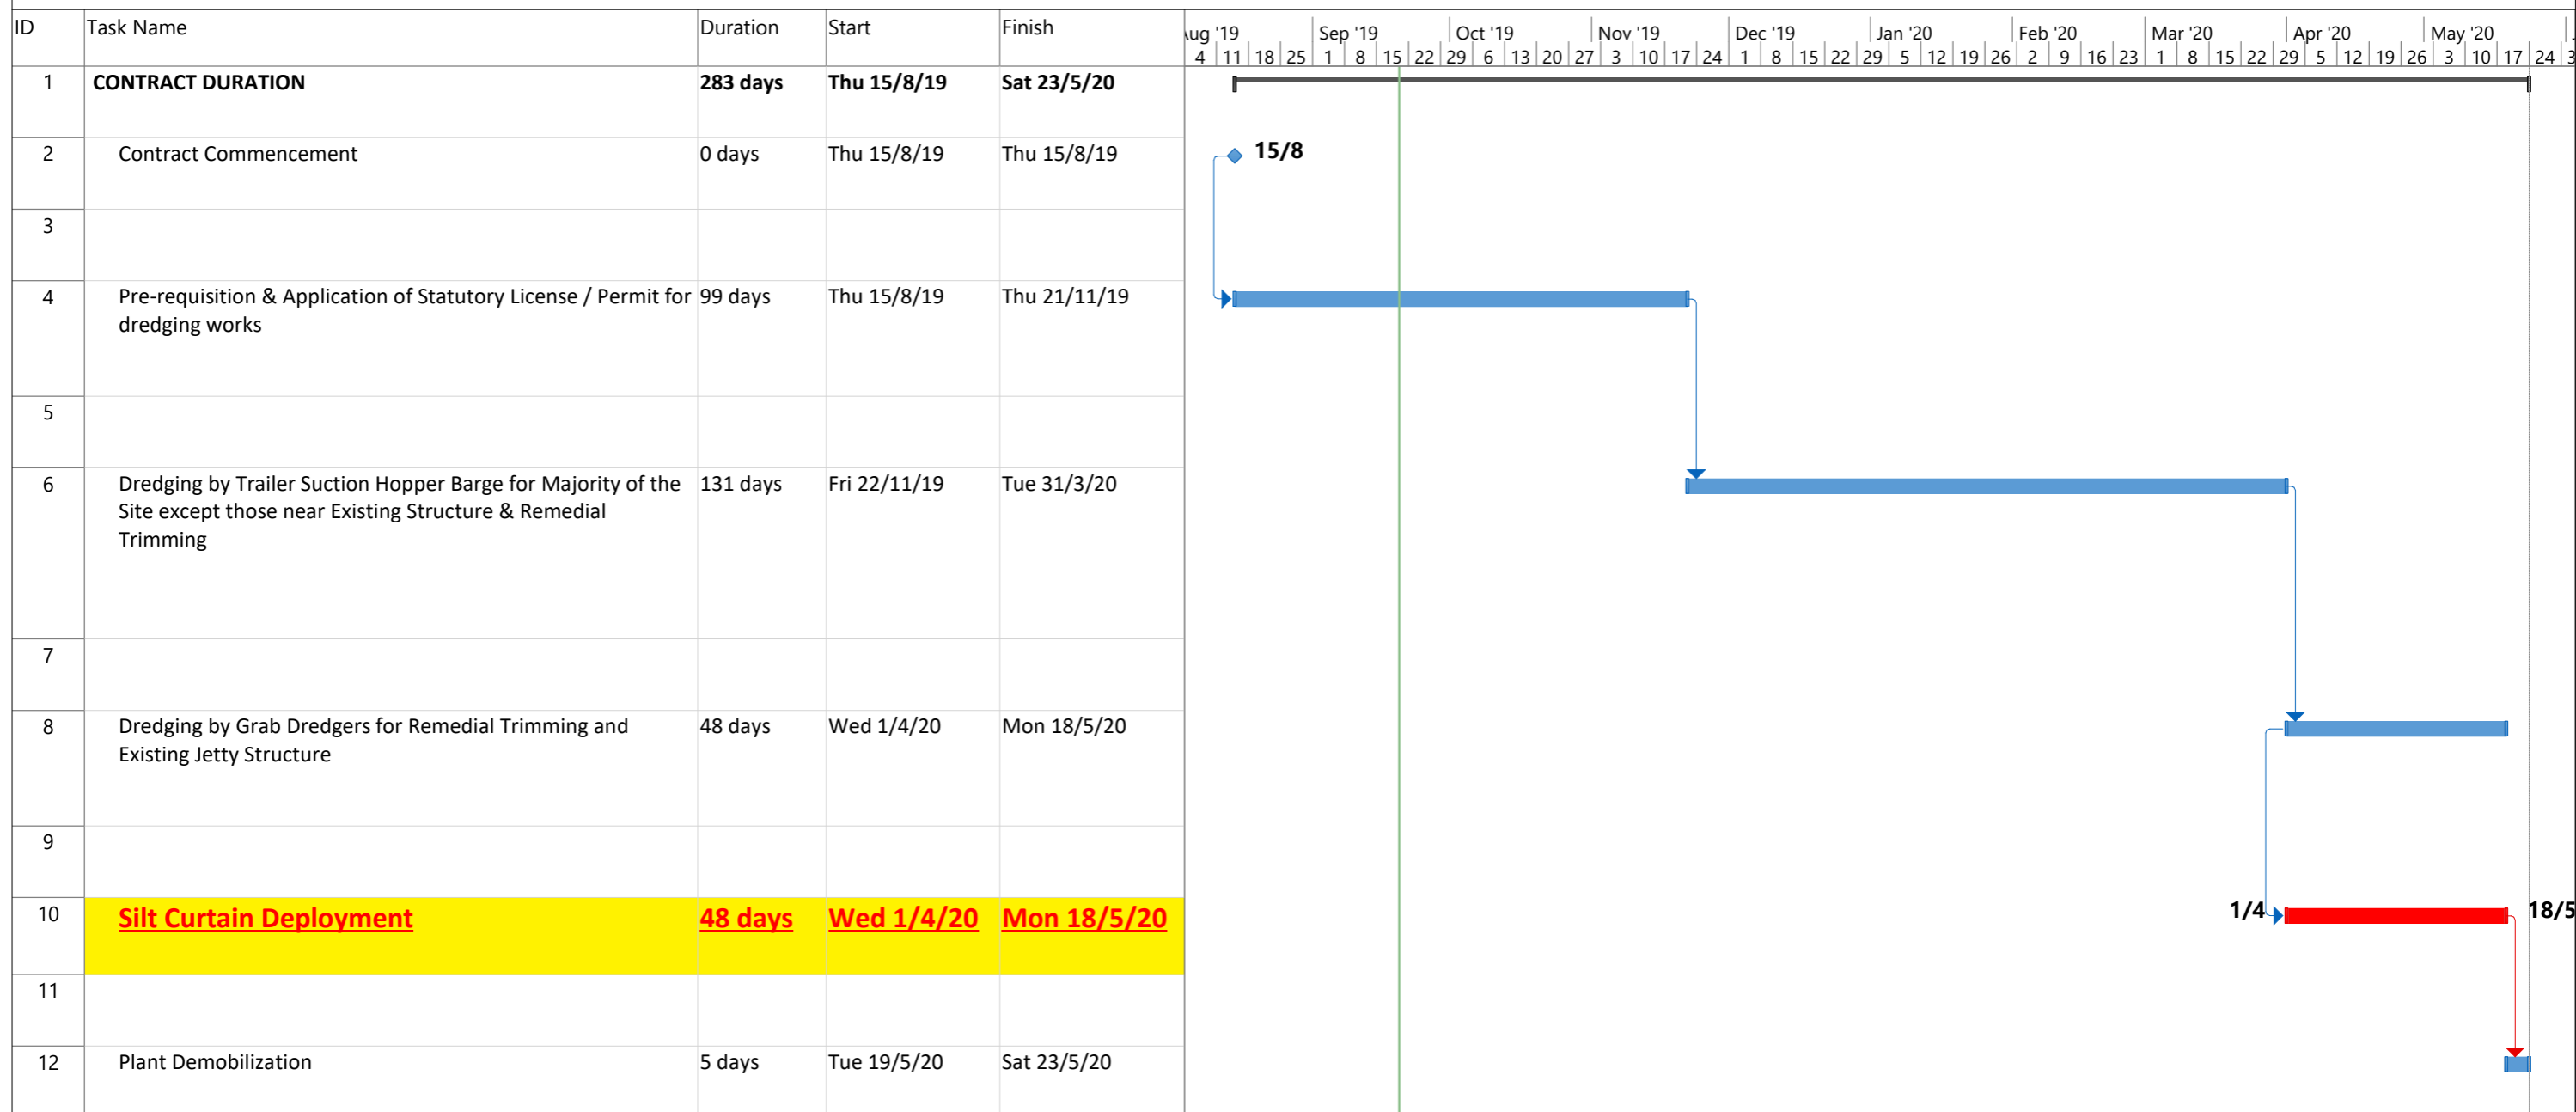 ID Task Name Duration Start Finish
Aug '19 Sep '19 Oct '19 Nov '19 Dec '19 Jan '20 Feb '20 Mar '20 Apr '20 May '20
4 11 18 25 1 8 15 22 29 6 13 20 27 3 10 17 24 1 8 15 22 29 5 12 19 26 2 9 16 23 1 8 15 22 29 5 12 19 26 3 10 17 24 3
1 CONTRACT DURATION 283 days Thu 15/8/19 Sat 23/5/20
2 Contract Commencement 0 days Thu 15/8/19 Thu 15/8/19 15/8
3
4 Pre-requisition & Application of Statutory License / Permit for 99 days Thu 15/8/19 Thu 21/11/19
dredging works
5
6 Dredging by Trailer Suction Hopper Barge for Majority of the 131 days Fri 22/11/19 Tue 31/3/20
Site except those near Existing Structure & Remedial
Trimming
7
8 Dredging by Grab Dredgers for Remedial Trimming and 48 days Wed 1/4/20 Mon 18/5/20
Existing Jetty Structure
9
10 Silt Curtain Deployment 48 days Wed 1/4/20 Mon 18/5/20 1/4 18/5
11
12 Plant Demobilization 5 days Tue 19/5/20 Sat 23/5/20